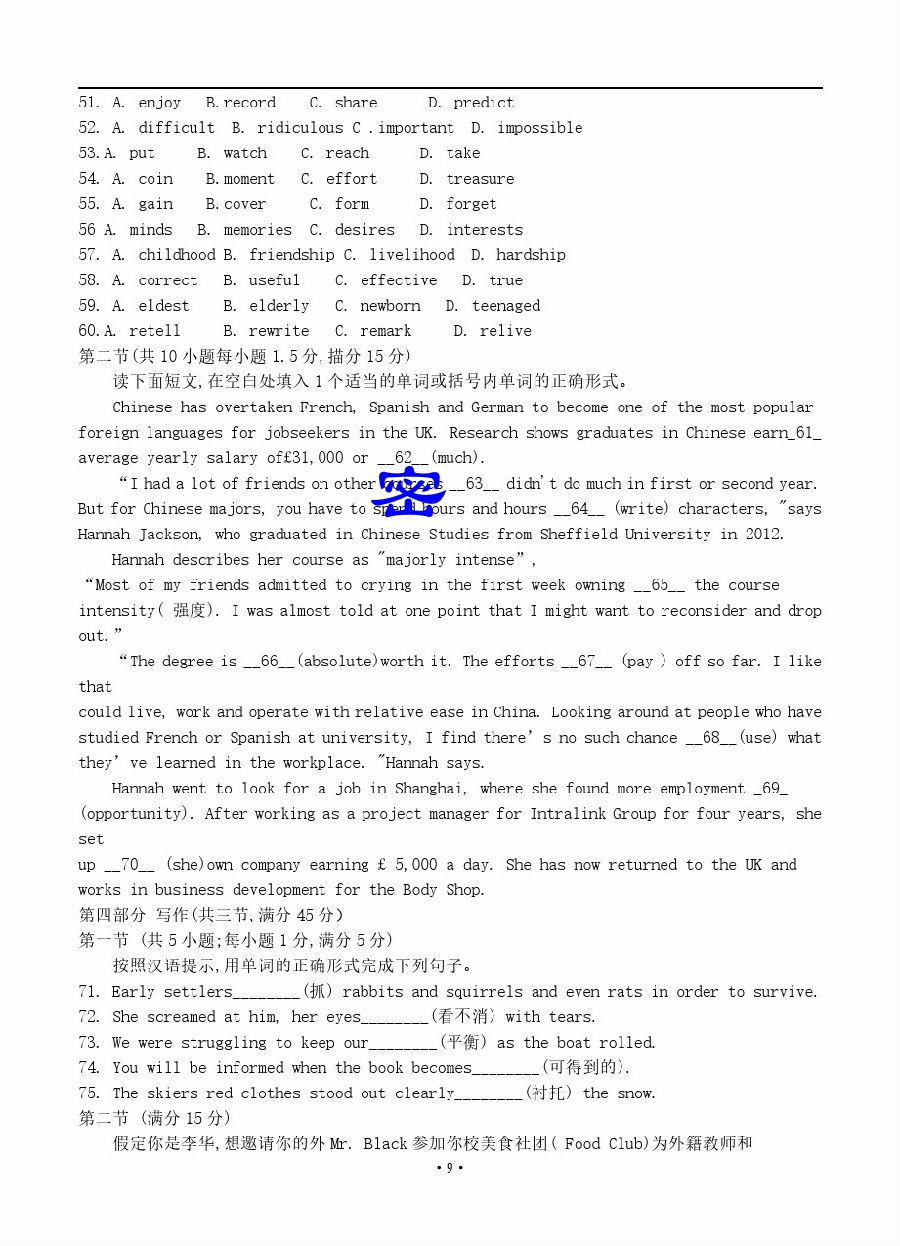 51. A. enjoy B.record C. share D. predict
52. A. difficult B. ridiculous C .important D. impossible
53.A. put B. watch C. reach D. take
54. A. coin B.moment C. effort D. treasure
55. A. gain B.cover C. form D. forget
56 A. minds B. memories C. desires D. interests
57. A. childhood B. friendship C. livelihood D. hardship
58. A. correct B. useful C. effective D. true
59. A. eldest B. elderly C. newborn D. teenaged
60.A. retell B. rewrite C. remark D. relive
第二节(共 10 小题每小题 1.5 分,描分 15 分)
读下面短文,在空白处填入 1 个适当的单词或括号内单词的正确形式。
Chinese has overtaken French, Spanish and German to become one of the most popular
foreign languages for jobseekers in the UK. Research shows graduates in Chinese earn_61_
average yearly salary of£31,000 or __62__(much).
“I had a lot of friends on other courses __63__ didn't do much in first or second year.
But for Chinese majors, you have to spend hours and hours __64__ (write) characters, "says
Hannah Jackson, who graduated in Chinese Studies from Sheffield University in 2012.
Hannah describes her course as "majorly intense”,
“Most of my friends admitted to crying in the first week owning __65__ the course
intensity( 强度). I was almost told at one point that I might want to reconsider and drop
out.”
“The degree is __66__(absolute)worth it. The efforts __67__ (pay ) off so far. I like
that
could live, work and operate with relative ease in China. Looking around at people who have
studied French or Spanish at university, I find there’s no such chance __68__(use) what
they’ve learned in the workplace. "Hannah says.
Hannah went to look for a job in Shanghai, where she found more employment _69_
(opportunity). After working as a project manager for Intralink Group for four years, she
set
up __70__ (she)own company earning £ 5,000 a day. She has now returned to the UK and
works in business development for the Body Shop.
第四部分 写作(共三节,满分 45 分)
第一节 (共 5 小题;每小题 1 分,满分 5 分)
按照汉语提示,用单词的正确形式完成下列句子。
71. Early settlers________(抓) rabbits and squirrels and even rats in order to survive.
72. She screamed at him, her eyes________(看不消) with tears.
73. We were struggling to keep our________(平衡) as the boat rolled.
74. You will be informed when the book becomes________(可得到的).
75. The skiers red clothes stood out clearly________(衬托) the snow.
第二节 (满分 15 分)
假定你是李华,想邀请你的外 Mr. Black 参加你校美食社团( Food Club)为外籍教师和
密
·9·